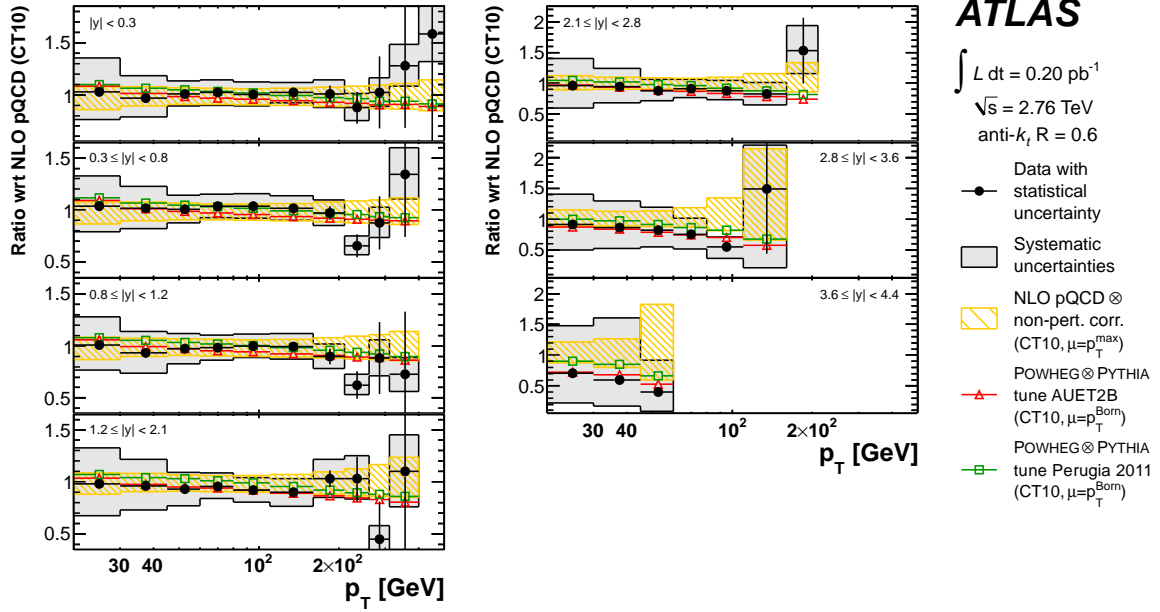 Ratio wrt NLO pQCD (CT10)
|y| < 0.3
1.5
1
0.3 ≤ |y| < 0.8
1.5
1
0.5
0.8 ≤ |y| < 1.2
1.5
1
0.5
1.2 ≤ |y| < 2.1
1.5
1
0.5
30 40 10² 2×10²
p_T [GeV]
Ratio wrt NLO pQCD (CT10)
2.1 ≤ |y| < 2.8
2
1.5
1
0.5
2.8 ≤ |y| < 3.6
2
1.5
1
0.5
3.6 ≤ |y| < 4.4
2
1.5
1
0.5
30 40 10² 2×10²
p_T [GeV]
ATLAS
∫ L dt = 0.20 pb⁻¹
√s = 2.76 TeV
anti-k_t R = 0.6
Data with
statistical
uncertainty
Systematic
uncertainties
NLO pQCD ⊗
non-pert. corr.
(CT10, μ=p_T^max)
POWHEG ⊗ PYTHIA
tune AUET2B
(CT10, μ=p_T^Born)
POWHEG ⊗ PYTHIA
tune Perugia 2011
(CT10, μ=p_T^Born)